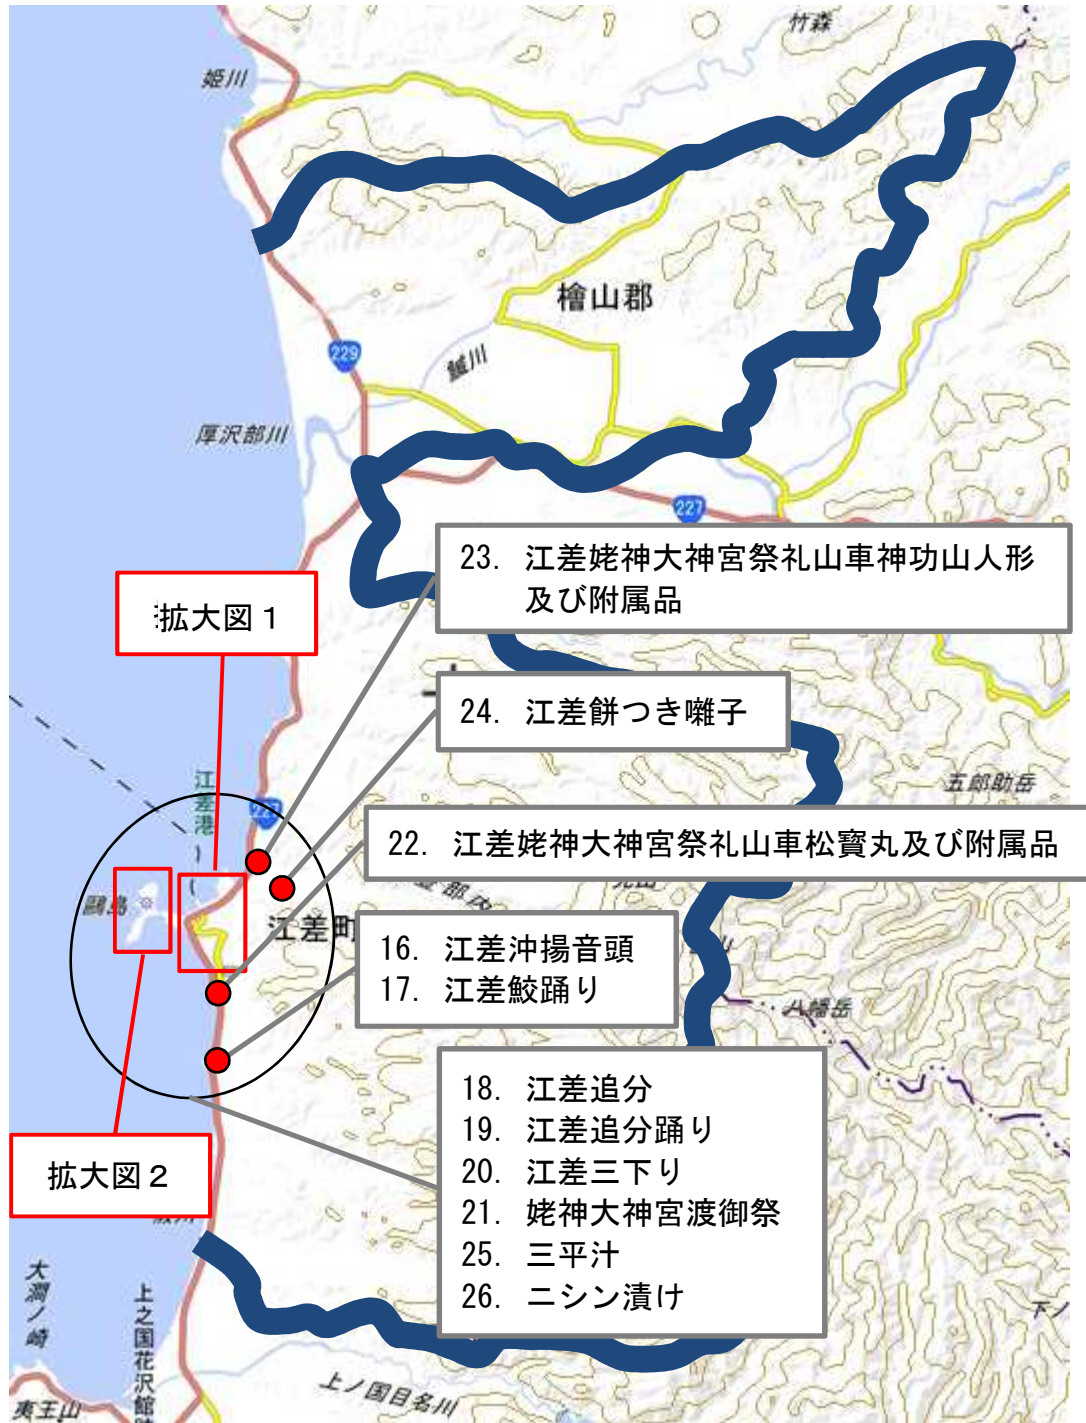 竹森
姫川
檜山郡
229
鰔川
厚沢部川
227
23. 江差姥神大神宮祭礼山車神功山人形
及び附属品
拡大図1
24. 江差餅つき囃子
江差港
五郎助岳
22. 江差姥神大神宮祭礼山車松寳丸及び附属品
鷗島
江差町
16. 江差沖揚音頭
17. 江差鮫踊り
八幡岳
18. 江差追分
19. 江差追分踊り
20. 江差三下り
21. 姥神大神宮渡御祭
25. 三平汁
26. ニシン漬け
拡大図2
大澗ノ崎
上之国花沢館跡
下ノ
上ノ国目名川
夷王山